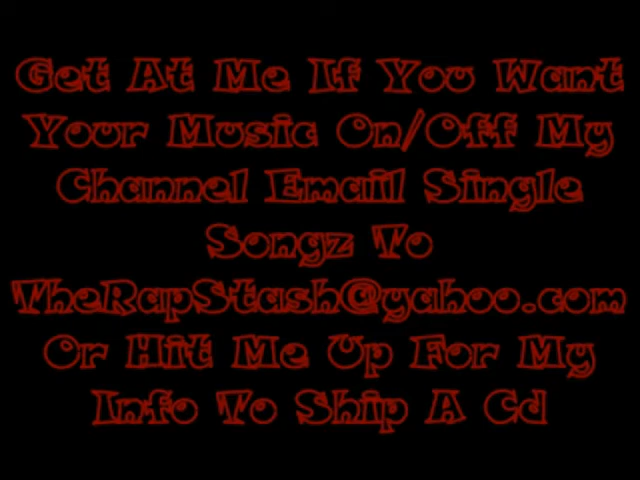 Get At Me If You Want
Your Music On/Off My
Channel Email Single
Songz To
TheRapStash@yahoo.com
Or Hit Me Up For My
Info To Ship A Cd